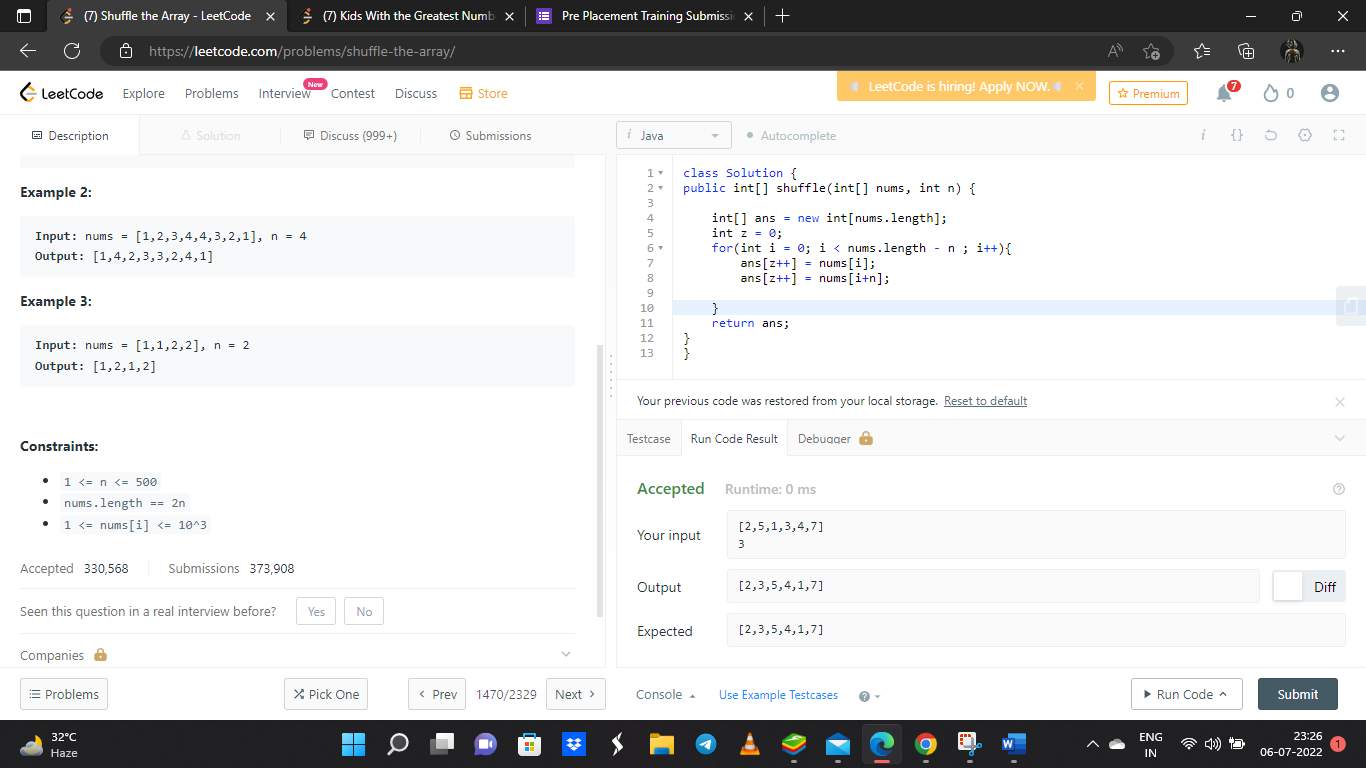 (7) Shuffle the Array - LeetCode
(7) Kids With the Greatest Numb
Pre Placement Training Submissi
https://leetcode.com/problems/shuffle-the-array/
LeetCode
Explore
Problems
Interview
New
Contest
Discuss
Store
LeetCode is hiring! Apply NOW.
Premium
7
0
Description
Solution
Discuss (999+)
Submissions
i Java
Autocomplete
Example 2:
Input: nums = [1,2,3,4,4,3,2,1], n = 4
Output: [1,4,2,3,3,2,4,1]
Example 3:
Input: nums = [1,1,2,2], n = 2
Output: [1,2,1,2]
Constraints:
1 <= n <= 500
nums.length == 2n
1 <= nums[i] <= 10^3
Accepted 330,568
Submissions 373,908
Seen this question in a real interview before?
Yes
No
Companies
Problems
Pick One
Prev
1470/2329
Next
1 class Solution {
2 public int[] shuffle(int[] nums, int n) {
3
4 int[] ans = new int[nums.length];
5 int z = 0;
6 for(int i = 0; i < nums.length - n ; i++){
7 ans[z++] = nums[i];
8 ans[z++] = nums[i+n];
9
10 }
11 return ans;
12 }
13 }
Your previous code was restored from your local storage. Reset to default
Testcase
Run Code Result
Debugger
Accepted
Runtime: 0 ms
Your input
[2,5,1,3,4,7]
3
Output
[2,3,5,4,1,7]
Diff
Expected
[2,3,5,4,1,7]
Console
Use Example Testcases
Run Code
Submit
32°C
Haze
ENG
IN
23:26
06-07-2022
1